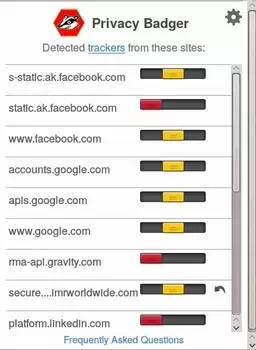 Privacy Badger
Detected trackers from these sites:
s-static.ak.facebook.com
static.ak.facebook.com
www.facebook.com
accounts.google.com
apis.google.com
www.google.com
rma-api.gravity.com
secure....imrworldwide.com
platform.linkedin.com
Frequently Asked Questions